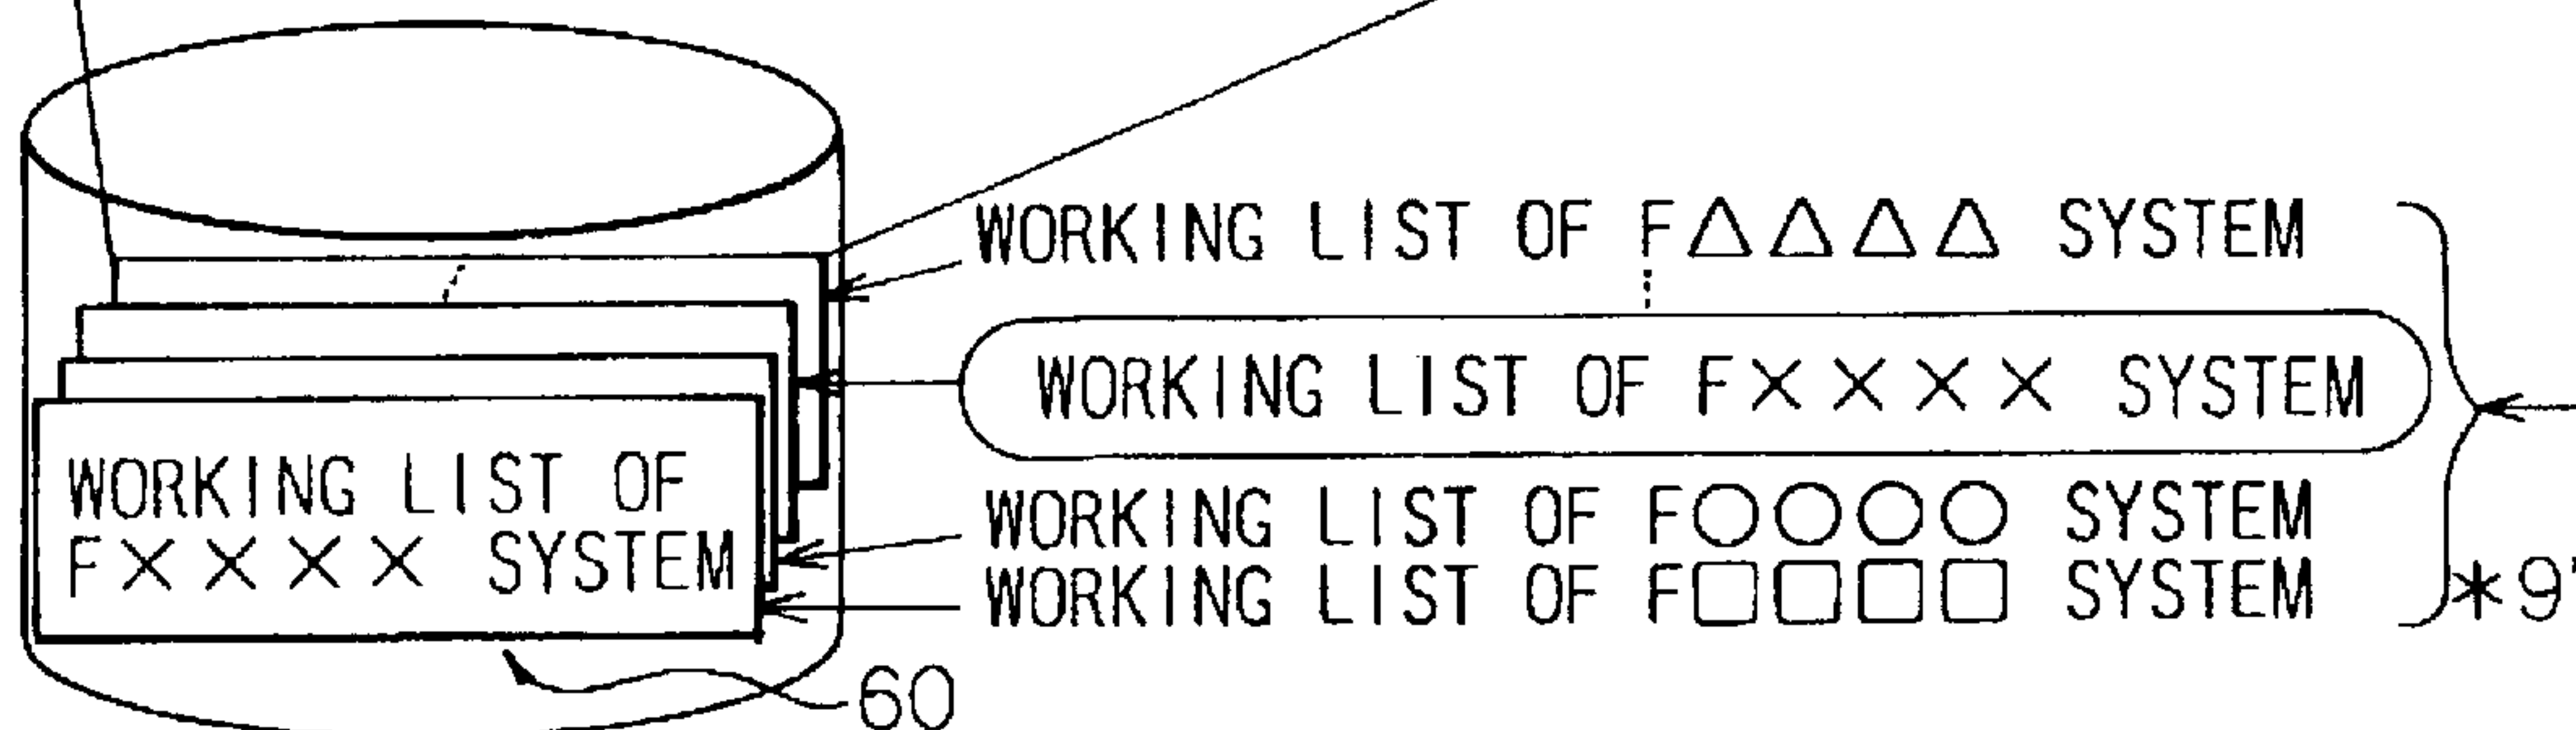 WORKING LIST OF F△△△△ SYSTEM
WORKING LIST OF F×××× SYSTEM
WORKING LIST OF
F×××× SYSTEM
WORKING LIST OF F○○○○ SYSTEM
WORKING LIST OF F□□□□ SYSTEM
*9'
60